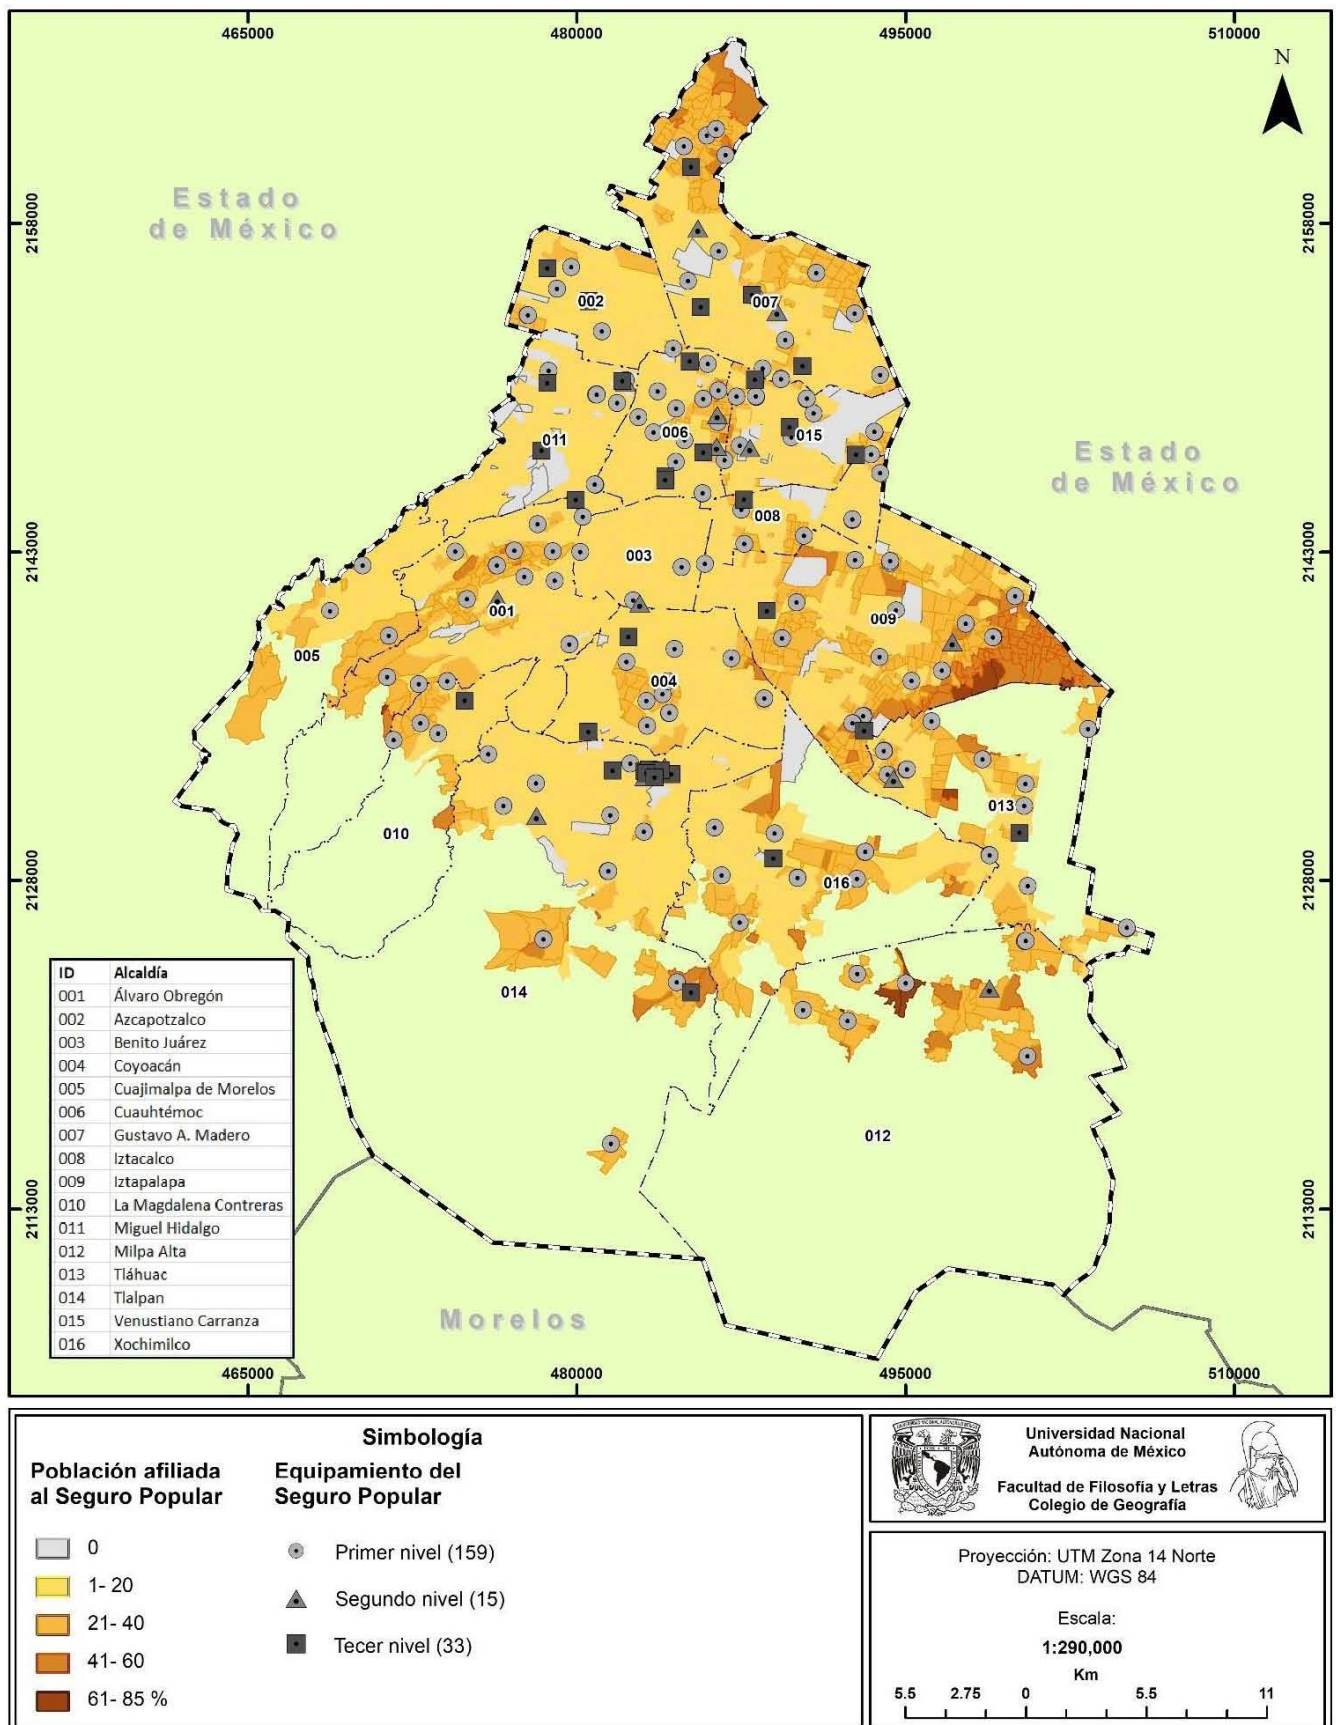 465000
480000
495000
510000
N
Estado
de México
2158000
2158000
002
007
006
015
011
Estado
de México
008
2143000
003
2143000
001
009
005
004
013
010
016
2128000
2128000
014
ID Alcaldía
001 Álvaro Obregón
002 Azcapotzalco
003 Benito Juárez
004 Coyoacán
005 Cuajimalpa de Morelos
006 Cuauhtémoc
007 Gustavo A. Madero
008 Iztacalco
009 Iztapalapa
010 La Magdalena Contreras
011 Miguel Hidalgo
012 Milpa Alta
013 Tláhuac
014 Tlalpan
015 Venustiano Carranza
016 Xochimilco
012
2113000
2113000
Morelos
465000
480000
495000
510000
Simbología
Población afiliada
al Seguro Popular
0
1- 20
21- 40
41- 60
61- 85 %
Equipamiento del
Seguro Popular
Primer nivel (159)
Segundo nivel (15)
Tecer nivel (33)
Universidad Nacional
Autónoma de México
Facultad de Filosofía y Letras
Colegio de Geografía
Proyección: UTM Zona 14 Norte
DATUM: WGS 84
Escala:
1:290,000
Km
5.5 2.75 0 5.5 11